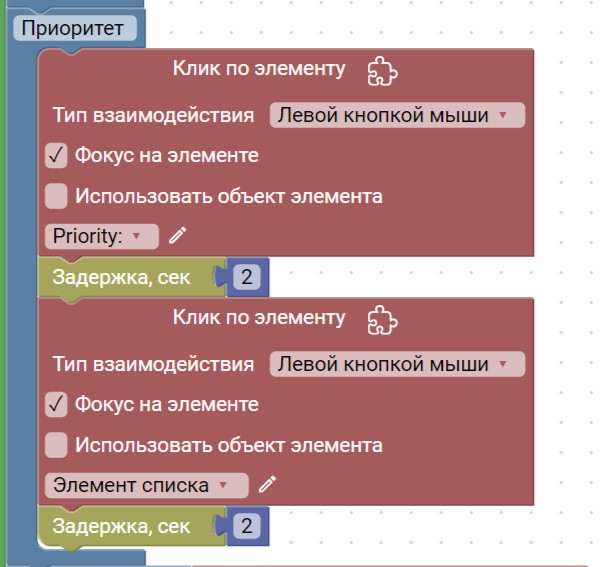 Приоритет
Клик по элементу
Тип взаимодействия Левой кнопкой мыши
Фокус на элементе
Использовать объект элемента
Priority:
Задержка, сек 2
Клик по элементу
Тип взаимодействия Левой кнопкой мыши
Фокус на элементе
Использовать объект элемента
Элемент списка
Задержка, сек 2